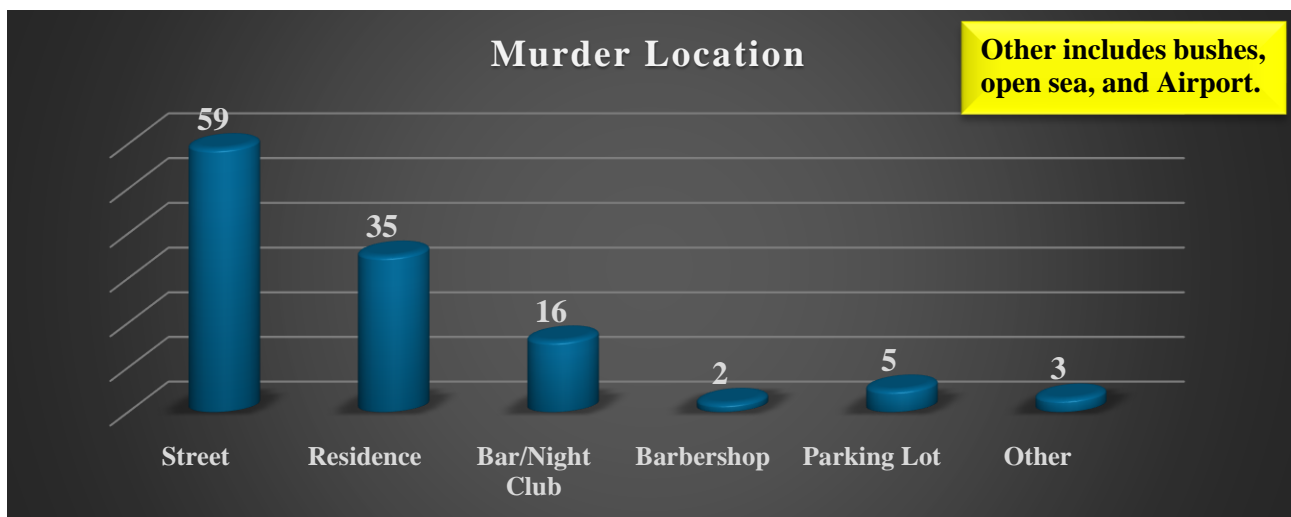 Murder Location
Other includes bushes,
open sea, and Airport.
59
35
16
2
5
3
Street
Residence
Bar/Night
Club
Barbershop
Parking Lot
Other